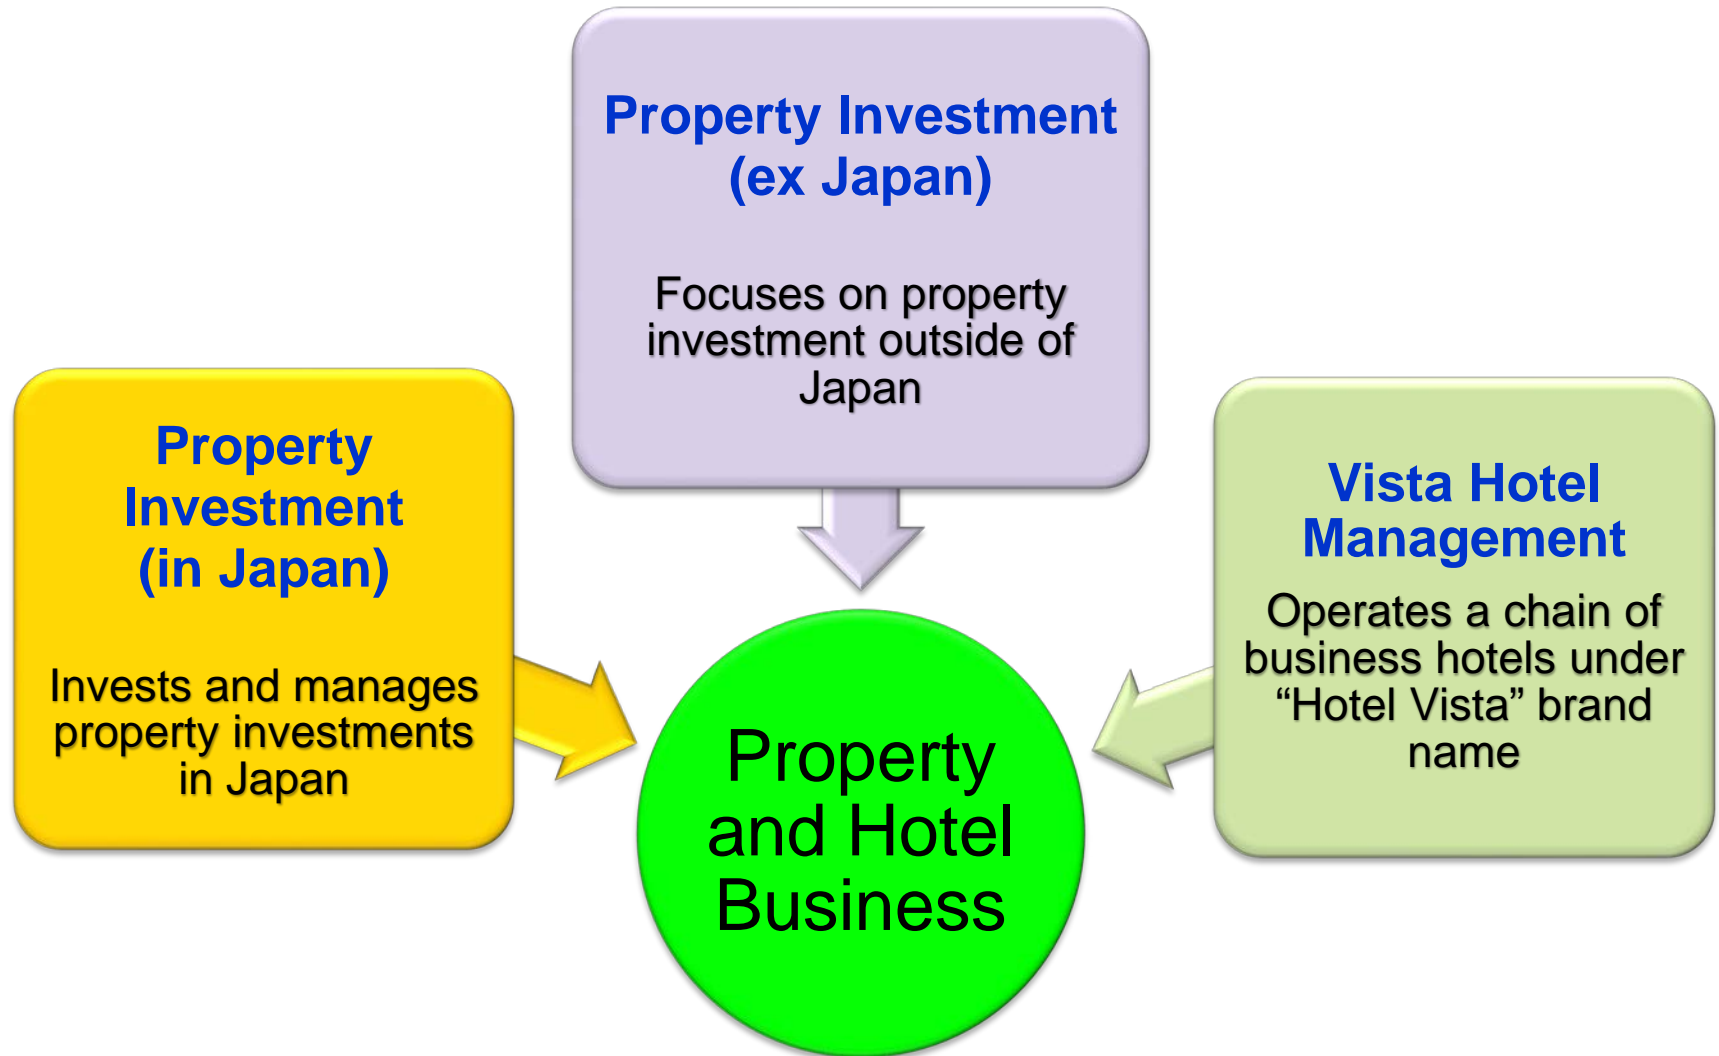 Property Investment
(ex Japan)
Focuses on property
investment outside of
Japan
Property
Investment
(in Japan)
Invests and manages
property investments
in Japan
Vista Hotel
Management
Operates a chain of
business hotels under
“Hotel Vista” brand
name
Property
and Hotel
Business